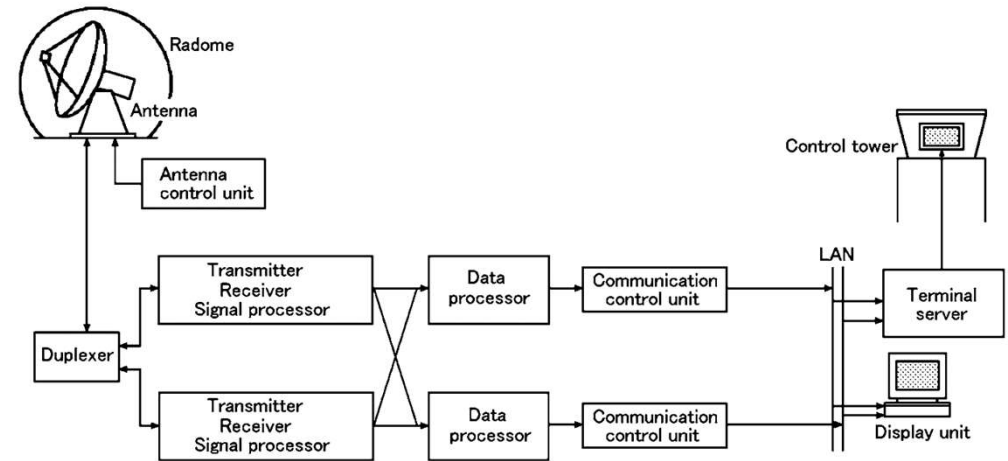 Radome
Antenna
Antenna
control unit
Control tower
LAN
Transmitter
Receiver
Signal processor
Data
processor
Communication
control unit
Terminal
server
Duplexer
Transmitter
Receiver
Signal processor
Data
processor
Communication
control unit
Display unit